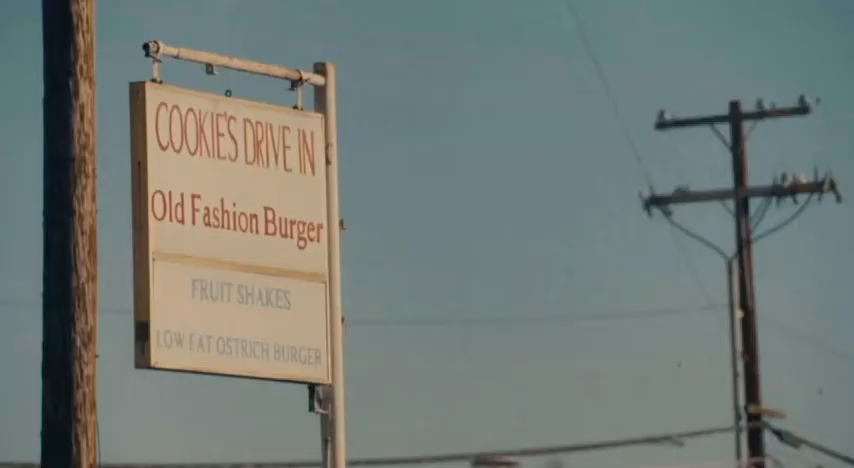 COOKIE'S DRIVE IN
Old Fashion Burger
FRUIT SHAKES
LOW FAT OSTRICH BURGER